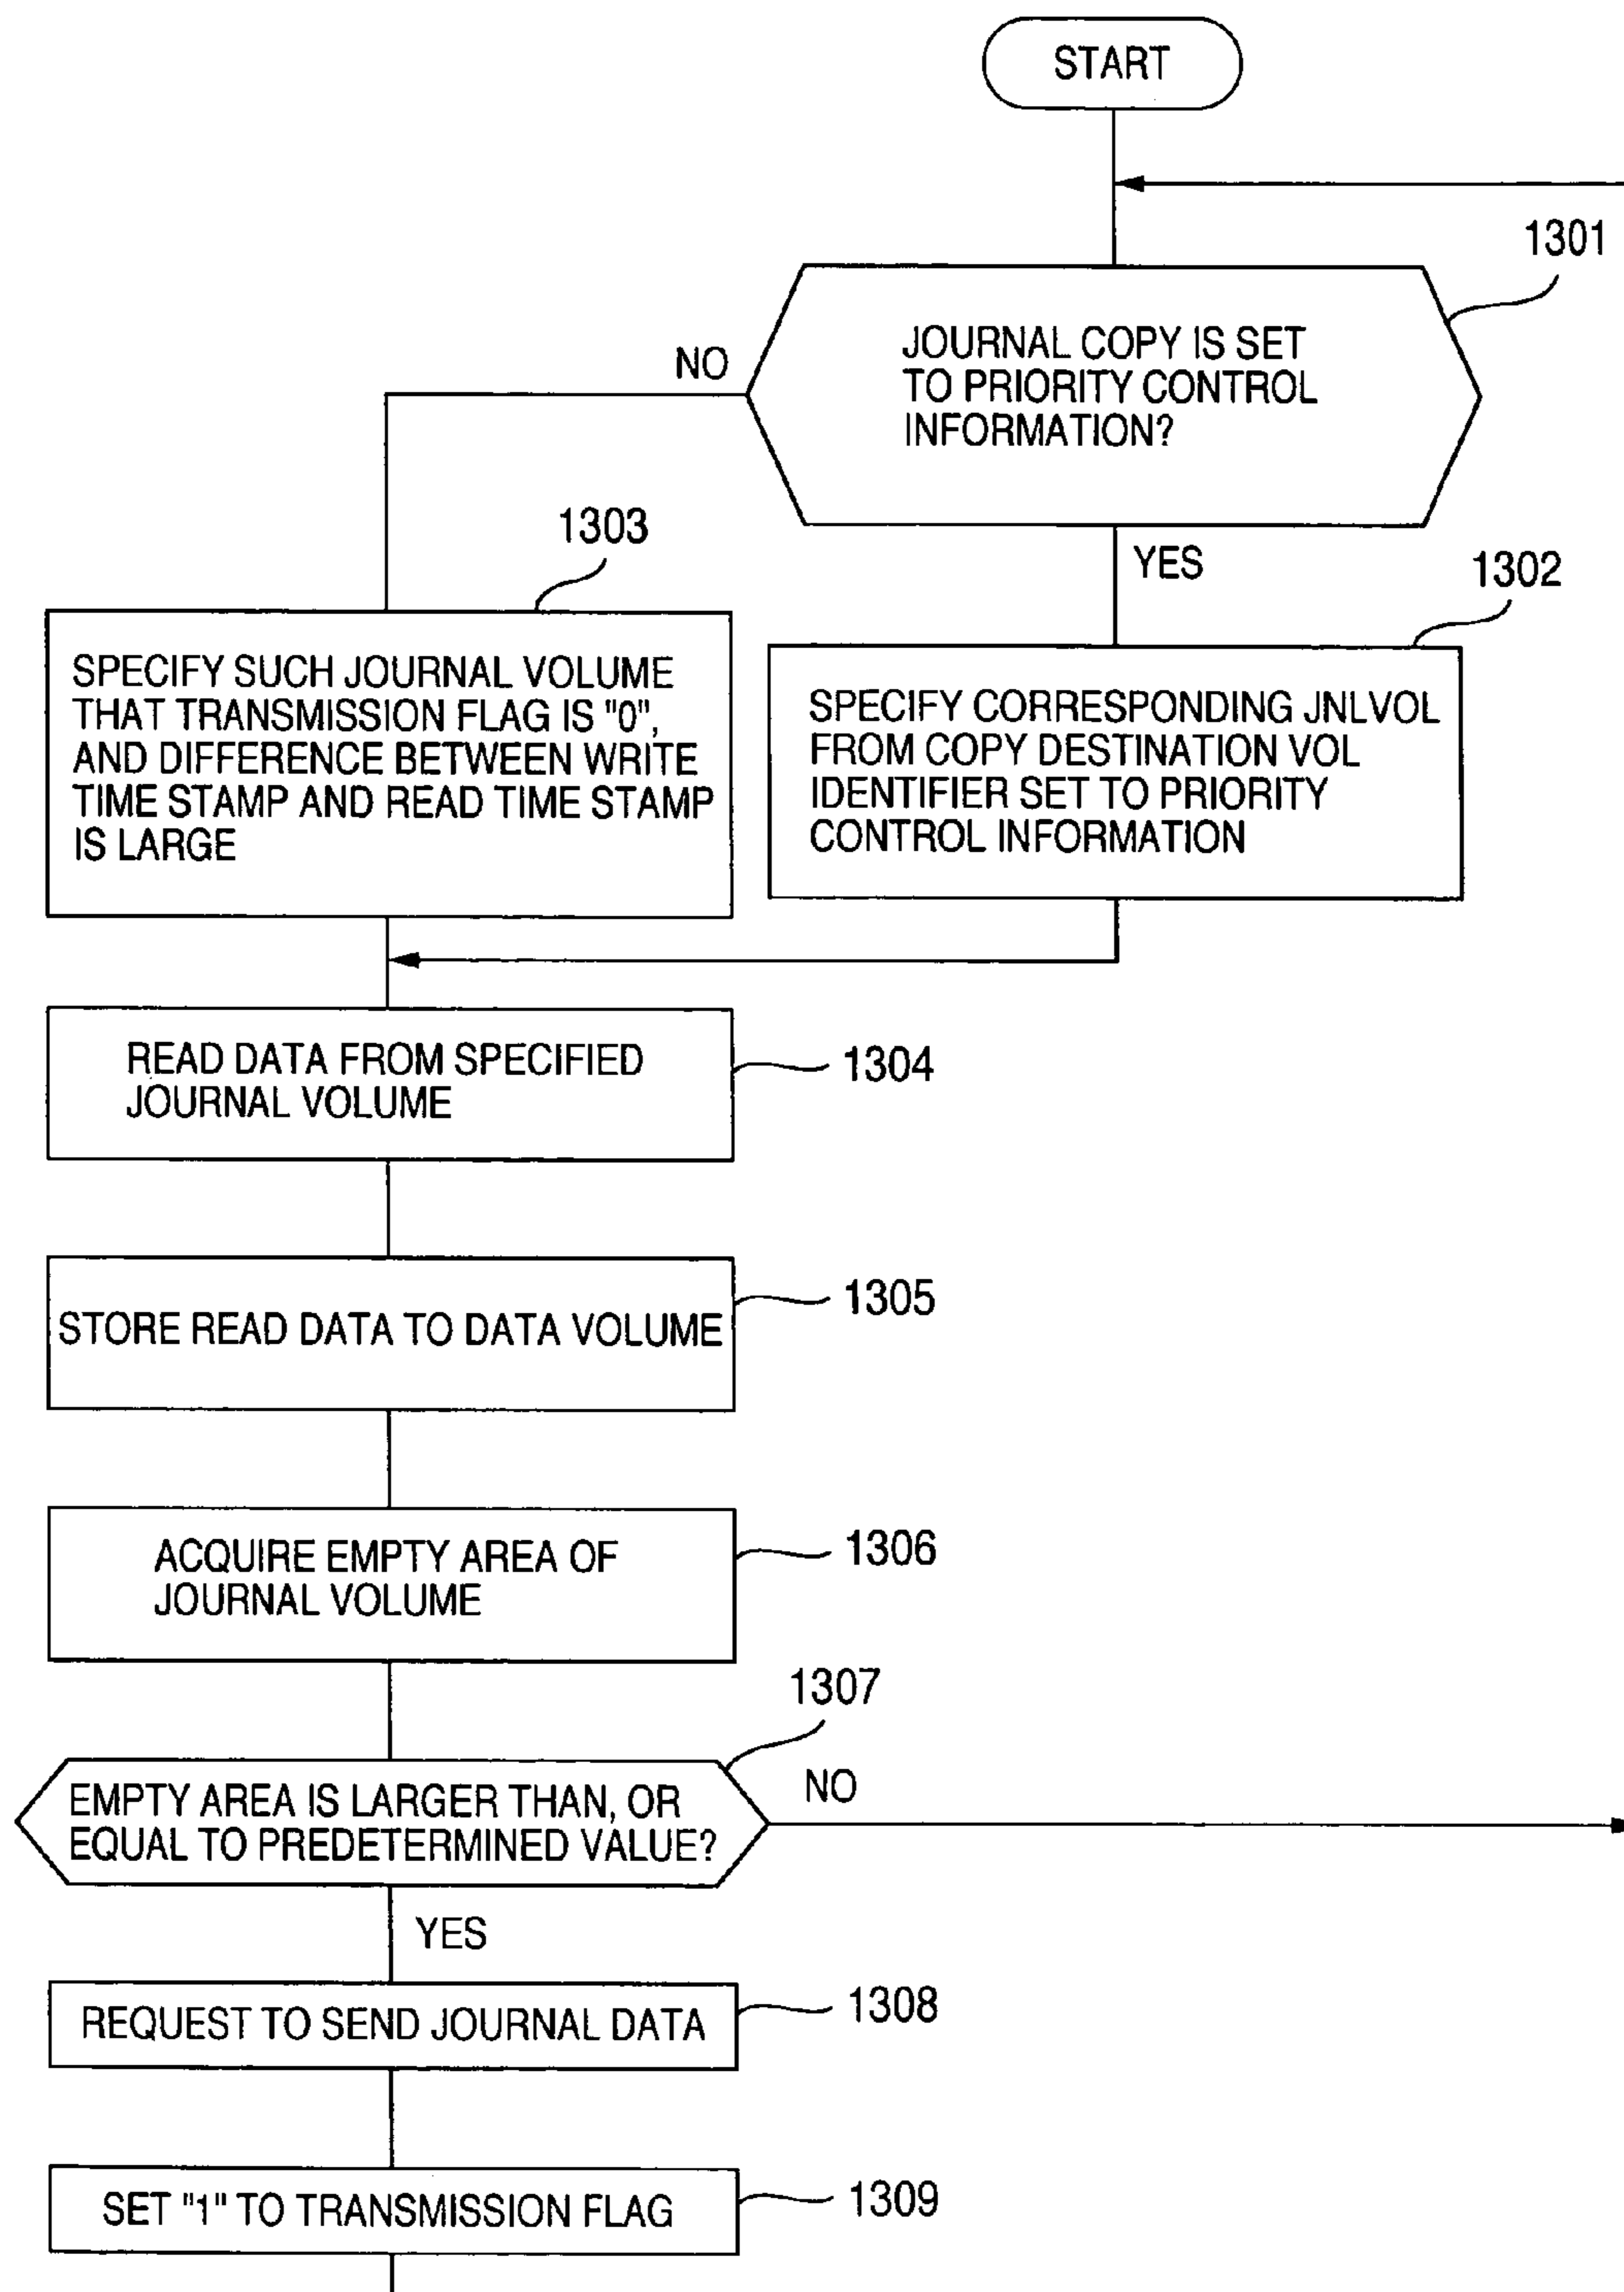 START
1301
JOURNAL COPY IS SET
TO PRIORITY CONTROL
INFORMATION?
NO
YES
1303
1302
SPECIFY SUCH JOURNAL VOLUME
THAT TRANSMISSION FLAG IS "0",
AND DIFFERENCE BETWEEN WRITE
TIME STAMP AND READ TIME STAMP
IS LARGE
SPECIFY CORRESPONDING JNLVOL
FROM COPY DESTINATION VOL
IDENTIFIER SET TO PRIORITY
CONTROL INFORMATION
READ DATA FROM SPECIFIED
JOURNAL VOLUME
1304
STORE READ DATA TO DATA VOLUME
1305
ACQUIRE EMPTY AREA OF
JOURNAL VOLUME
1306
1307
EMPTY AREA IS LARGER THAN, OR
EQUAL TO PREDETERMINED VALUE?
NO
YES
REQUEST TO SEND JOURNAL DATA
1308
SET "1" TO TRANSMISSION FLAG
1309